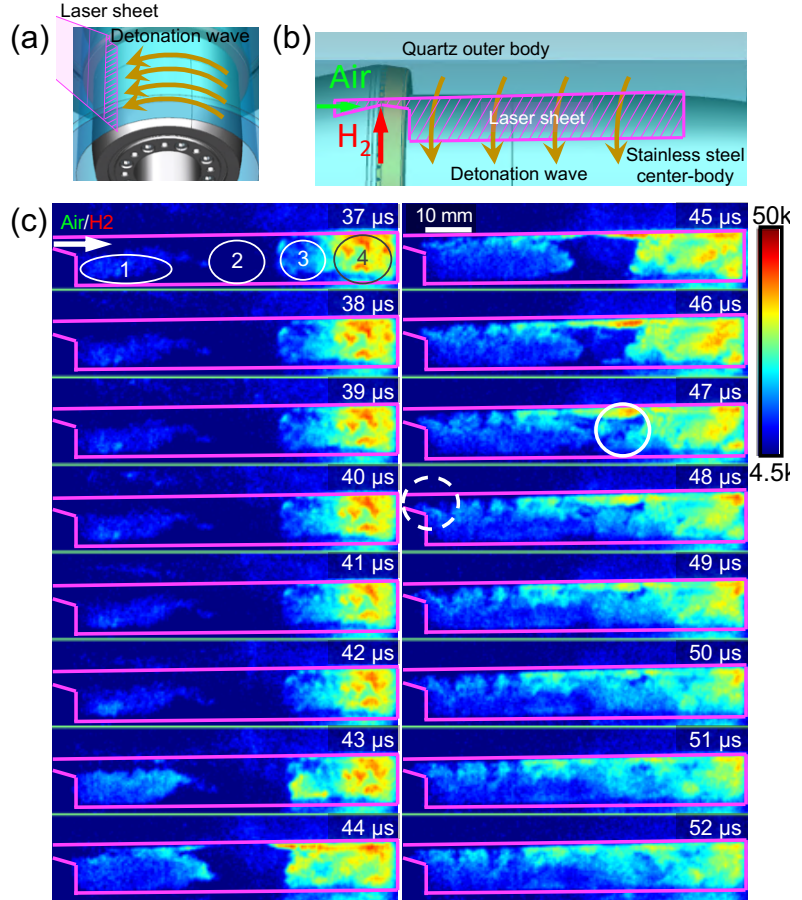 Laser sheet
(a)
Detonation wave
(b)
Quartz outer body
Air
Laser sheet
H2
Detonation wave
Stainless steel
center-body
(c)
Air/H2
37 µs
1
2
3
4
38 µs
39 µs
40 µs
41 µs
42 µs
43 µs
44 µs
10 mm
45 µs
46 µs
47 µs
48 µs
49 µs
50 µs
51 µs
52 µs
50k
4.5k